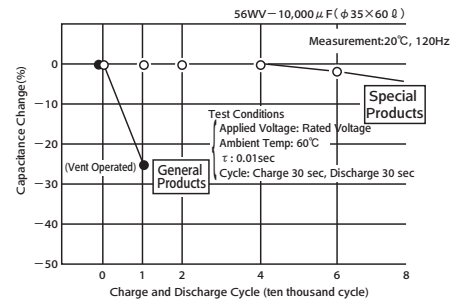 56WV－10,000μF(φ35×60ℓ)
Measurement:20℃, 120Hz
Capacitance Change(%)
0
－10
－20
－30
－40
－50
Special
Products
Test Conditions
Applied Voltage: Rated Voltage
Ambient Temp: 60℃
τ : 0.01sec
Cycle: Charge 30 sec, Discharge 30 sec
(Vent Operated)
General
Products
0 1 2 4 6 8
Charge and Discharge Cycle (ten thousand cycle)